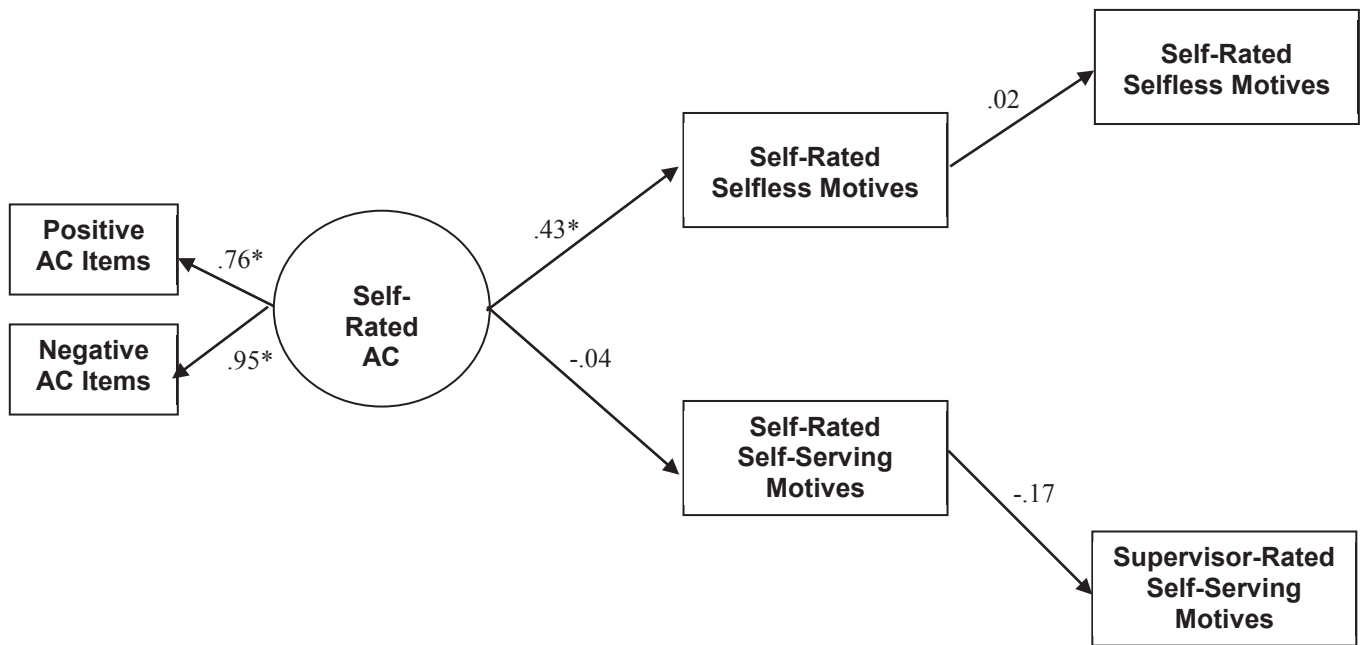 Self-Rated
Selfless Motives
.02
Self-Rated
Selfless Motives
.43*
Positive
AC Items
.76*
Self-
Rated
AC
Negative
AC Items
.95*
-.04
Self-Rated
Self-Serving
Motives
-.17
Supervisor-Rated
Self-Serving
Motives